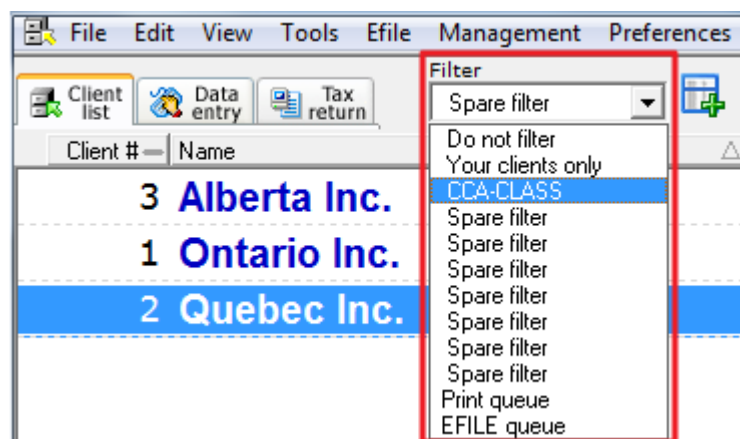 File Edit View Tools Efile Management Preferences
Filter
Client list
Data entry
Tax return
Spare filter
Client # Name
Do not filter
Your clients only
CCA-CLASS
Spare filter
Spare filter
Spare filter
Spare filter
Spare filter
Spare filter
Spare filter
Print queue
EFILE queue
3 Alberta Inc.
1 Ontario Inc.
2 Quebec Inc.